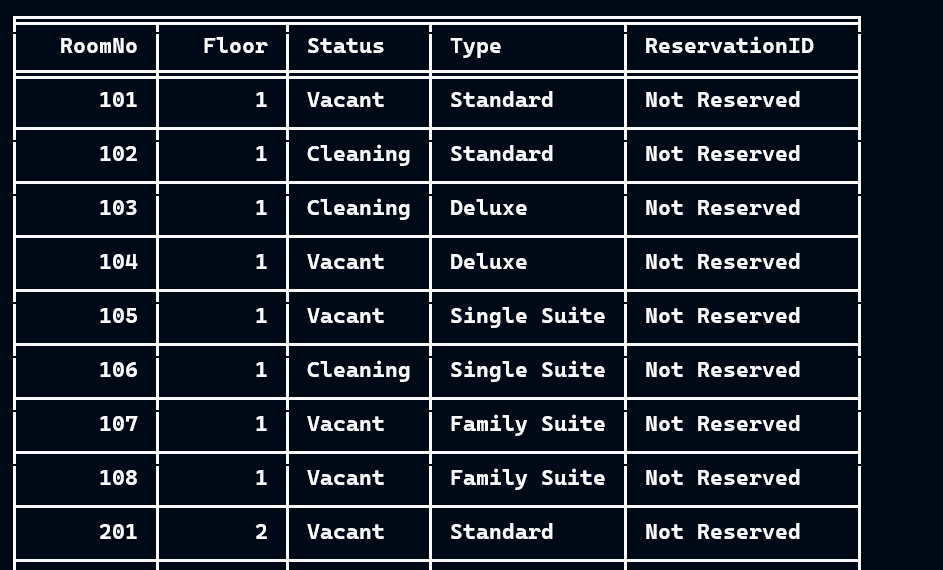 RoomNo Floor Status Type ReservationID
101 1 Vacant Standard Not Reserved
102 1 Cleaning Standard Not Reserved
103 1 Cleaning Deluxe Not Reserved
104 1 Vacant Deluxe Not Reserved
105 1 Vacant Single Suite Not Reserved
106 1 Cleaning Single Suite Not Reserved
107 1 Vacant Family Suite Not Reserved
108 1 Vacant Family Suite Not Reserved
201 2 Vacant Standard Not Reserved